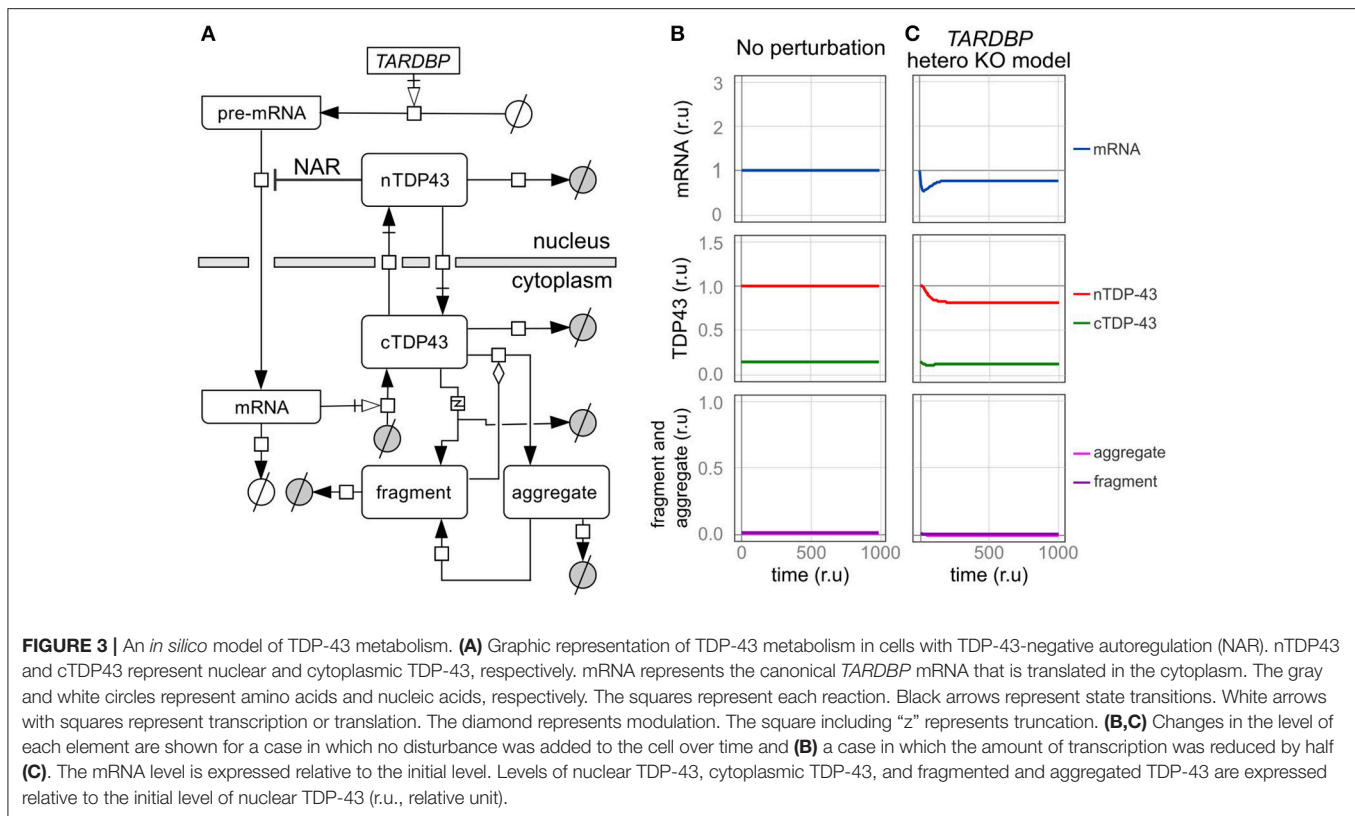 A
TARDBP
pre-mRNA
NAR
nTDP43
nucleus
cytoplasm
cTDP43
mRNA
z
fragment
aggregate
B
No perturbation
C
TARDBP
hetero KO model
mRNA (r.u)
3
2
1
0
mRNA
TDP43 (r.u)
1.5
1.0
0.5
0.0
nTDP-43
cTDP-43
fragment and
aggregate (r.u)
1.0
0.5
0.0
aggregate
fragment
0 500 1000
500 1000
time (r.u)
time (r.u)
FIGURE 3 | An in silico model of TDP-43 metabolism. (A) Graphic representation of TDP-43 metabolism in cells with TDP-43-negative autoregulation (NAR). nTDP43
and cTDP43 represent nuclear and cytoplasmic TDP-43, respectively. mRNA represents the canonical TARDBP mRNA that is translated in the cytoplasm. The gray
and white circles represent amino acids and nucleic acids, respectively. The squares represent each reaction. Black arrows represent state transitions. White arrows
with squares represent transcription or translation. The diamond represents modulation. The square including “z” represents truncation. (B,C) Changes in the level of
each element are shown for a case in which no disturbance was added to the cell over time and (B) a case in which the amount of transcription was reduced by half
(C). The mRNA level is expressed relative to the initial level. Levels of nuclear TDP-43, cytoplasmic TDP-43, and fragmented and aggregated TDP-43 are expressed
relative to the initial level of nuclear TDP-43 (r.u., relative unit).